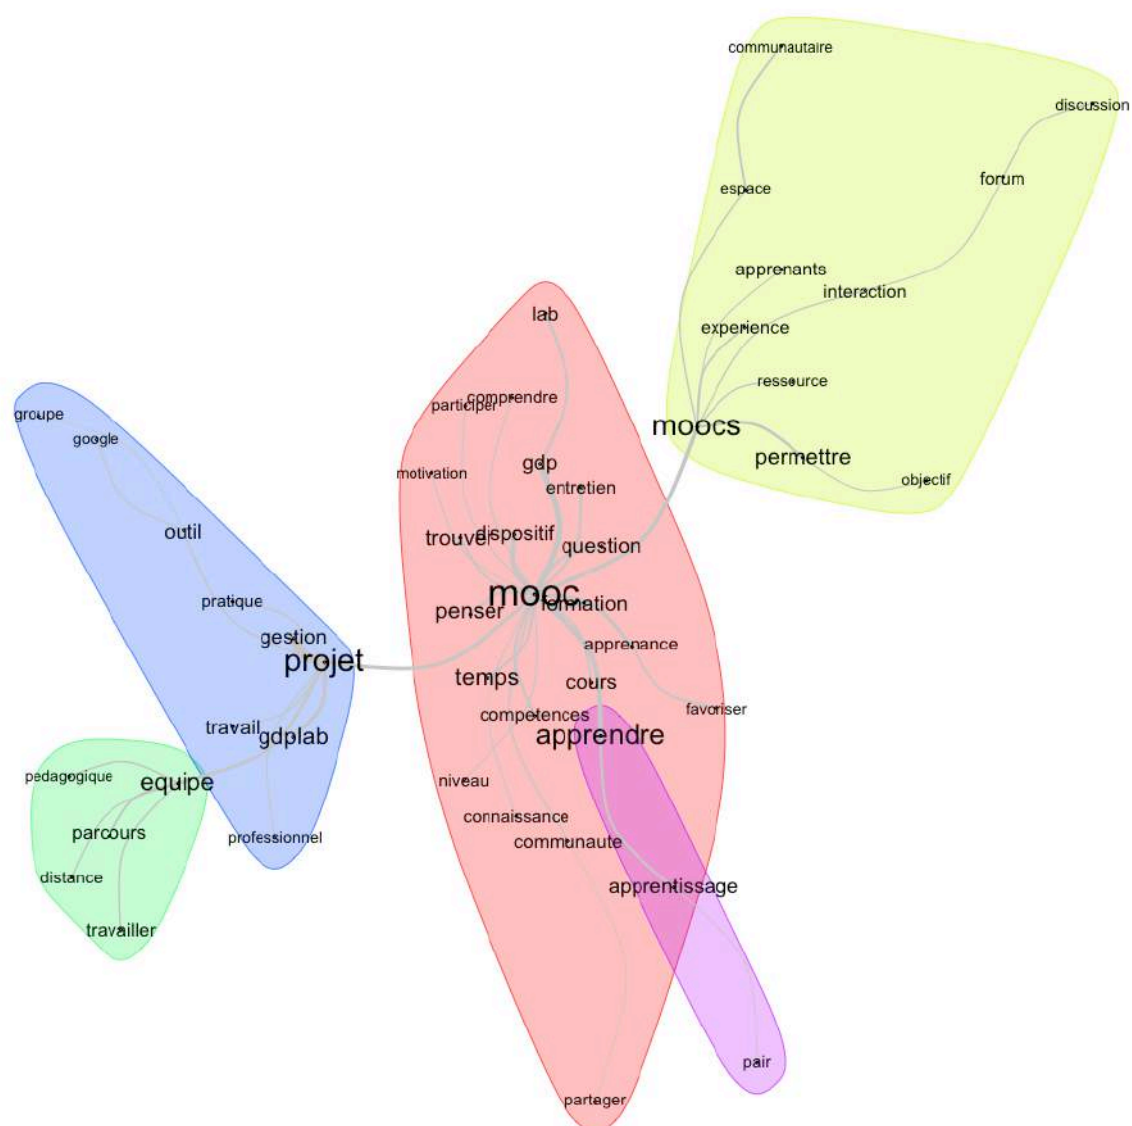 communautaire
discussion
forum
espace
apprenants
interaction
experience
ressource
moocs
permettre
objectif
lab
comprendre
participer
gdp
motivation
entretien
dispositif
trouver
question
mooc
formation
penser
apprenance
temps
cours
favoriser
competences
apprendre
niveau
connaissance
communaute
apprentissage
pair
partager
groupe
google
outil
pratique
gestion
projet
travail
gdplab
professionnel
pedagogique
equipe
parcours
distance
travailler